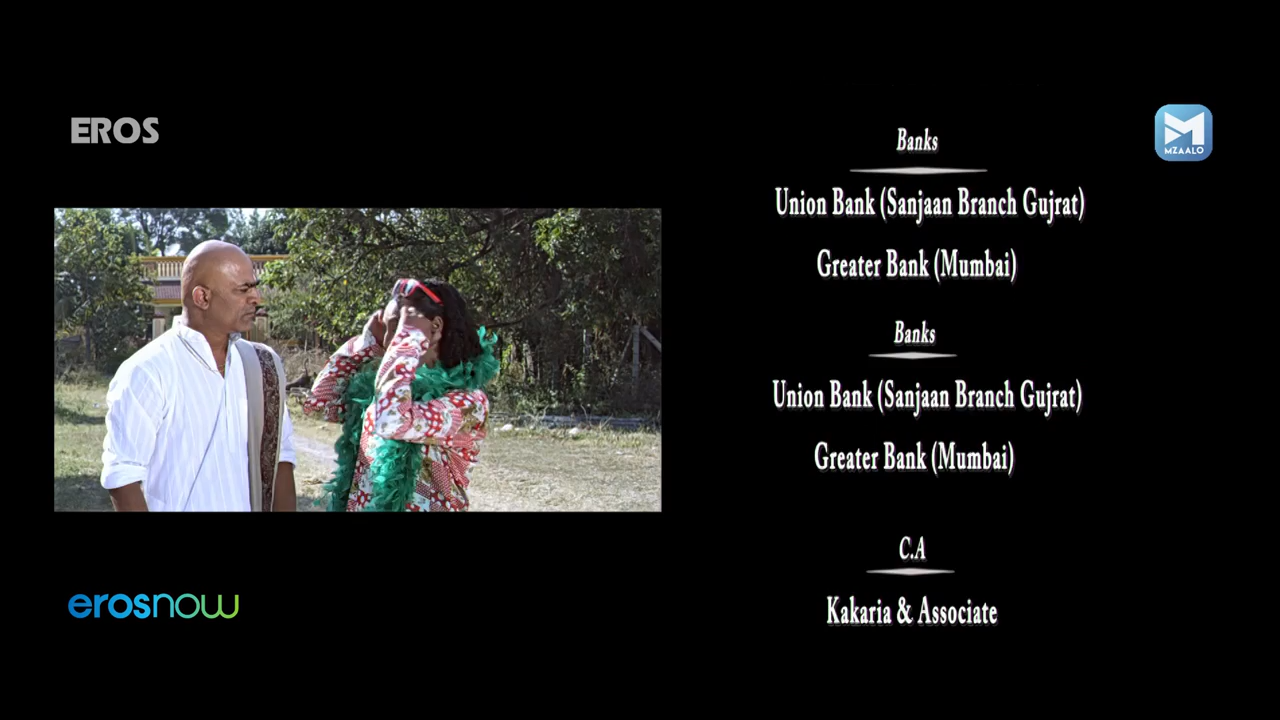 EROS
MZAALO
Banks
Union Bank (Sanjaan Branch Gujrat)
Greater Bank (Mumbai)
Banks
Union Bank (Sanjaan Branch Gujrat)
Greater Bank (Mumbai)
C.A
Kakaria & Associate
erosnow